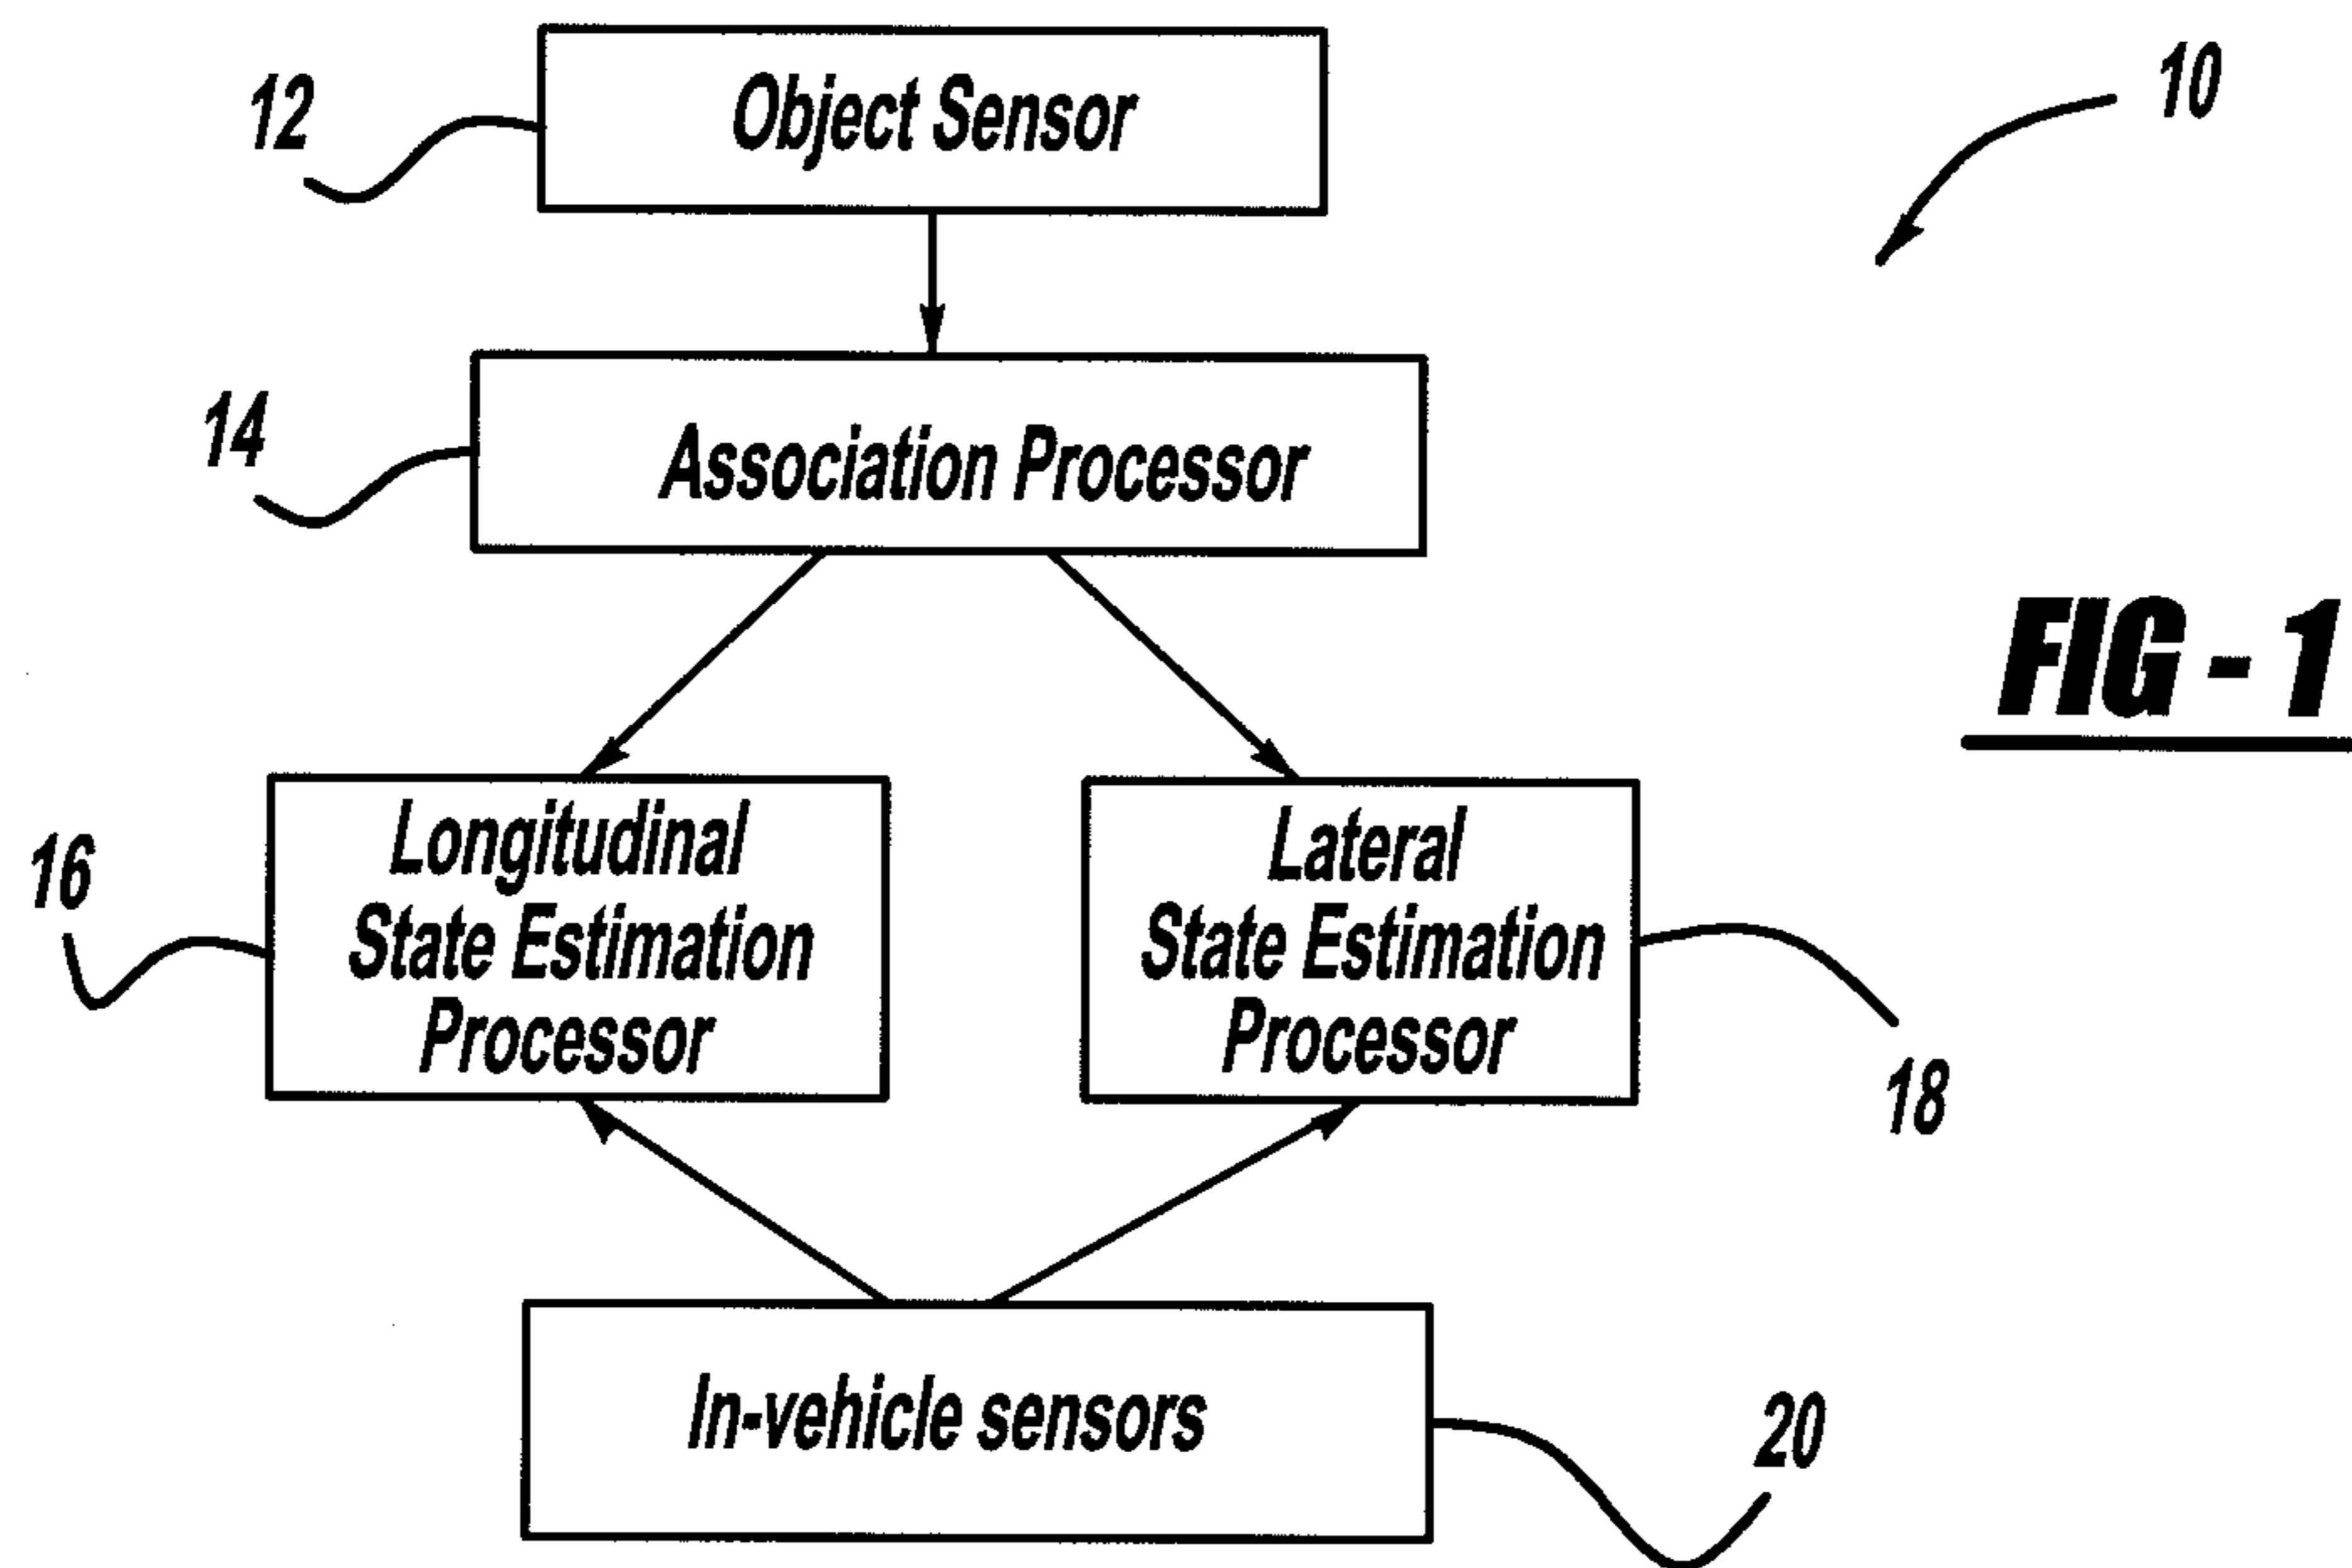 12
Object Sensor
10
14
Association Processor
FIG - 1
16
Longitudinal
State Estimation
Processor
Lateral
State Estimation
Processor
18
In-vehicle sensors
20